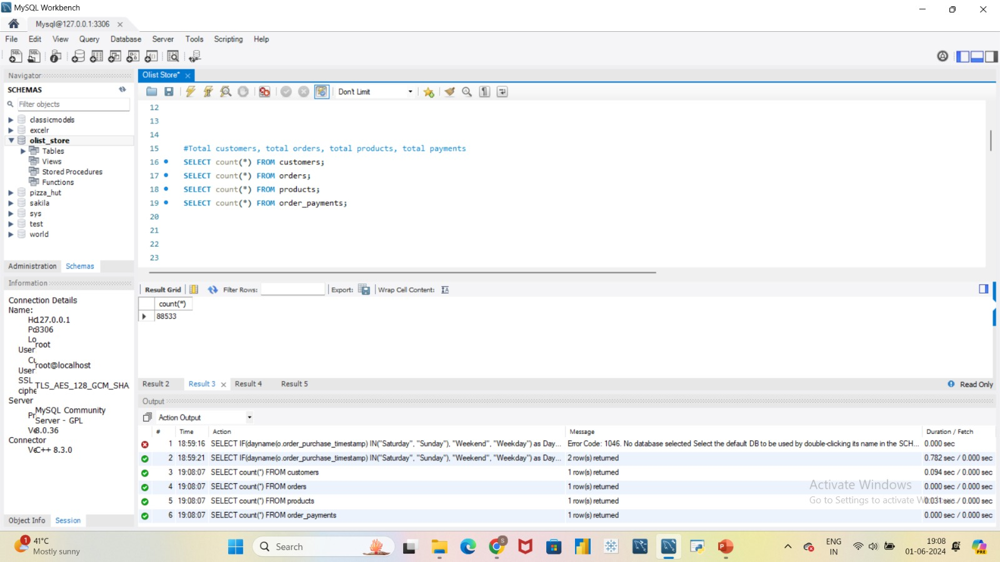 MySQL Workbench
Mysql@127.0.0.1:3306
File Edit View Query Database Server Tools Scripting Help
Navigator
SCHEMAS
Filter objects
classicmodels
excelr
olist_store
Tables
Views
Stored Procedures
Functions
pizza_hut
sakila
sys
test
world
Administration Schemas
Information
Connection Details
Name:
127.0.0.1
3306
Lo
root
User
root@localhost
User
SSL
ciphe
TLS_AES_128_GCM_SHA
Server
Pr
MySQL Community
Server - GPL
8.0.36
Connector
C++ 8.3.0
Object Info Session
Olist Store*
Don't Limit
12
13
14
15 #Total customers, total orders, total products, total payments
16 SELECT count(*) FROM customers;
17 SELECT count(*) FROM orders;
18 SELECT count(*) FROM products;
19 SELECT count(*) FROM order_payments;
20
21
22
23
Result Grid Filter Rows: Export: Wrap Cell Content:
count(*)
88533
Result 2 Result 3 Result 4 Result 5 Read Only
Output
Action Output
# Time Action Message Duration / Fetch
1 18:59:16 SELECT IF(dayname(o.order_purchase_timestamp) IN("Saturday", "Sunday"), "Weekend", "Weekday") as Day... Error Code: 1046. No database selected Select the default DB to be used by double-clicking its name in the SCH... 0.000 sec
2 18:59:21 SELECT IF(dayname(o.order_purchase_timestamp) IN("Saturday", "Sunday"), "Weekend", "Weekday") as Day... 2 row(s) returned 0.782 sec / 0.000 sec
3 19:08:07 SELECT count(*) FROM customers 1 row(s) returned 0.094 sec / 0.000 sec
4 19:08:07 SELECT count(*) FROM orders 1 row(s) returned 0.000 sec / 0.000 sec
5 19:08:07 SELECT count(*) FROM products 1 row(s) returned 0.031 sec / 0.000 sec
6 19:08:07 SELECT count(*) FROM order_payments 1 row(s) returned 0.000 sec / 0.000 sec
Activate Windows
Go to Settings to activate
1
41°C
Mostly sunny
Search
S
P
ENG
IN
19:08
01-06-2024
PRE